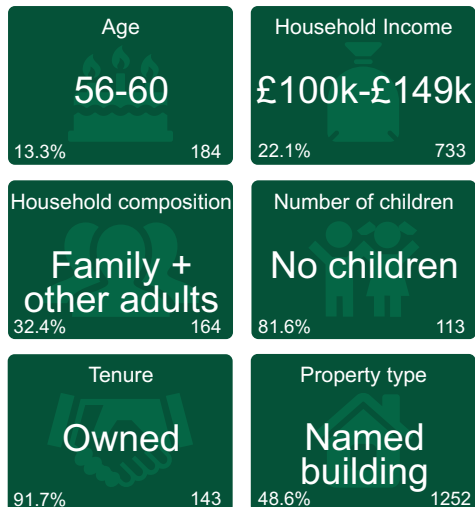 Age
56-60
13.3% 184
Household Income
£100k-£149k
22.1% 733
Household composition
Family +
other adults
32.4% 164
Number of children
No children
81.6% 113
Tenure
Owned
91.7% 143
Property type
Named
building
48.6% 1252